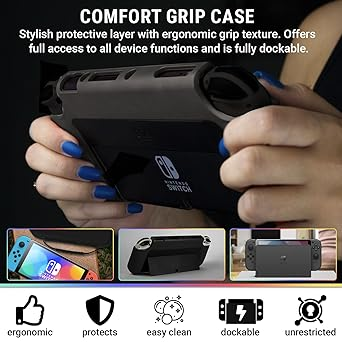 COMFORT GRIP CASE
Stylish protective layer with ergonomic grip texture. Offers
full access to all device functions and is fully dockable.
NINTENDO
SWITCH
ergonomic
protects
easy clean
dockable
unrestricted